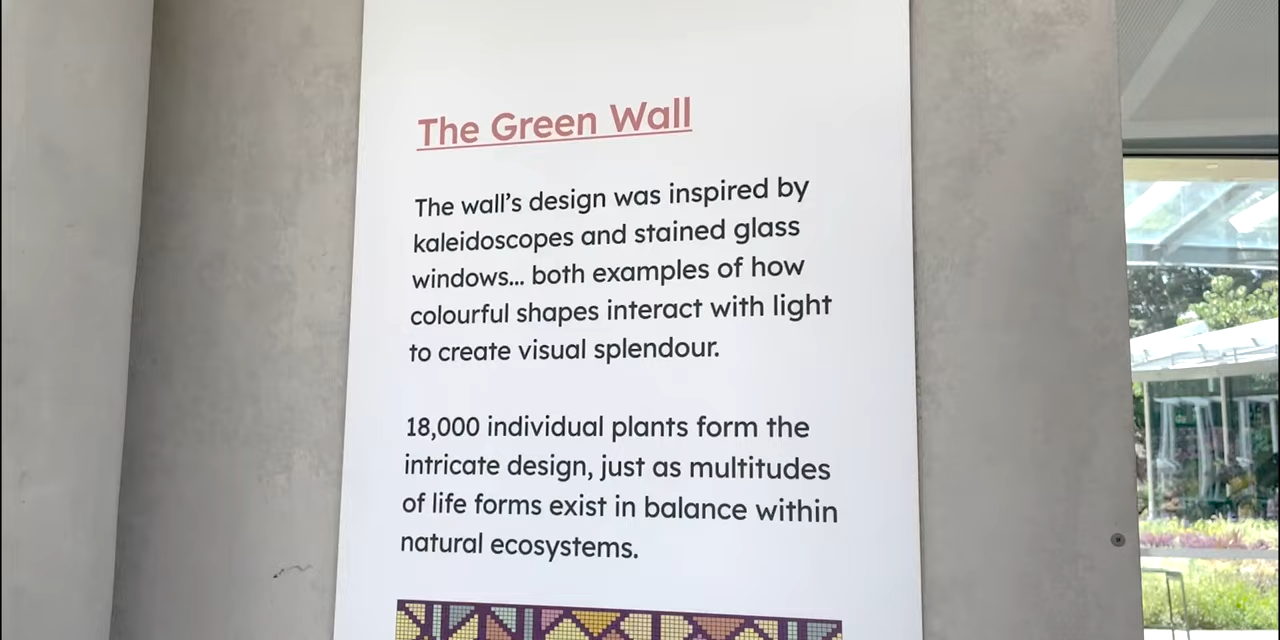 The Green Wall
The wall’s design was inspired by
kaleidoscopes and stained glass
windows... both examples of how
colourful shapes interact with light
to create visual splendour.
18,000 individual plants form the
intricate design, just as multitudes
of life forms exist in balance within
natural ecosystems.